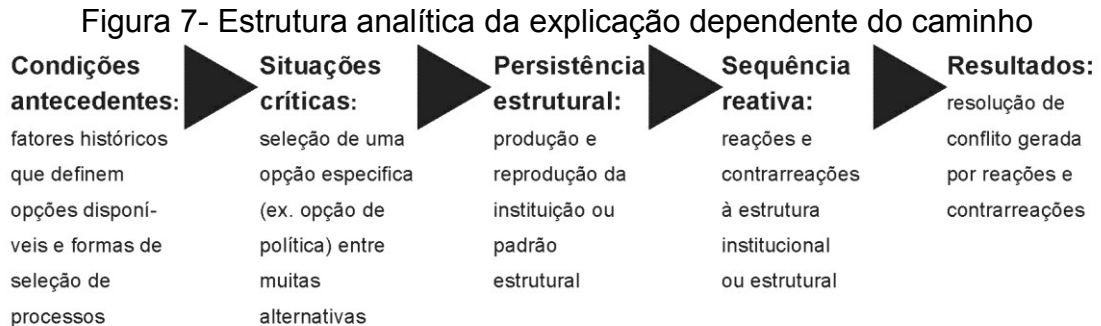 Figura 7- Estrutura analítica da explicação dependente do caminho
Condições
antecedentes:
fatores históricos
que definem
opções disponí-
veis e formas de
seleção de
processos
Situações
críticas:
seleção de uma
opção especifica
(ex. opção de
política) entre
muitas
alternativas
Persistência
estrutural:
produção e
reprodução da
instituição ou
padrão
estrutural
Sequência
reativa:
reações e
contrarreações
à estrutura
institucional
ou estrutural
Resultados:
resolução de
conflito gerada
por reações e
contrarreações